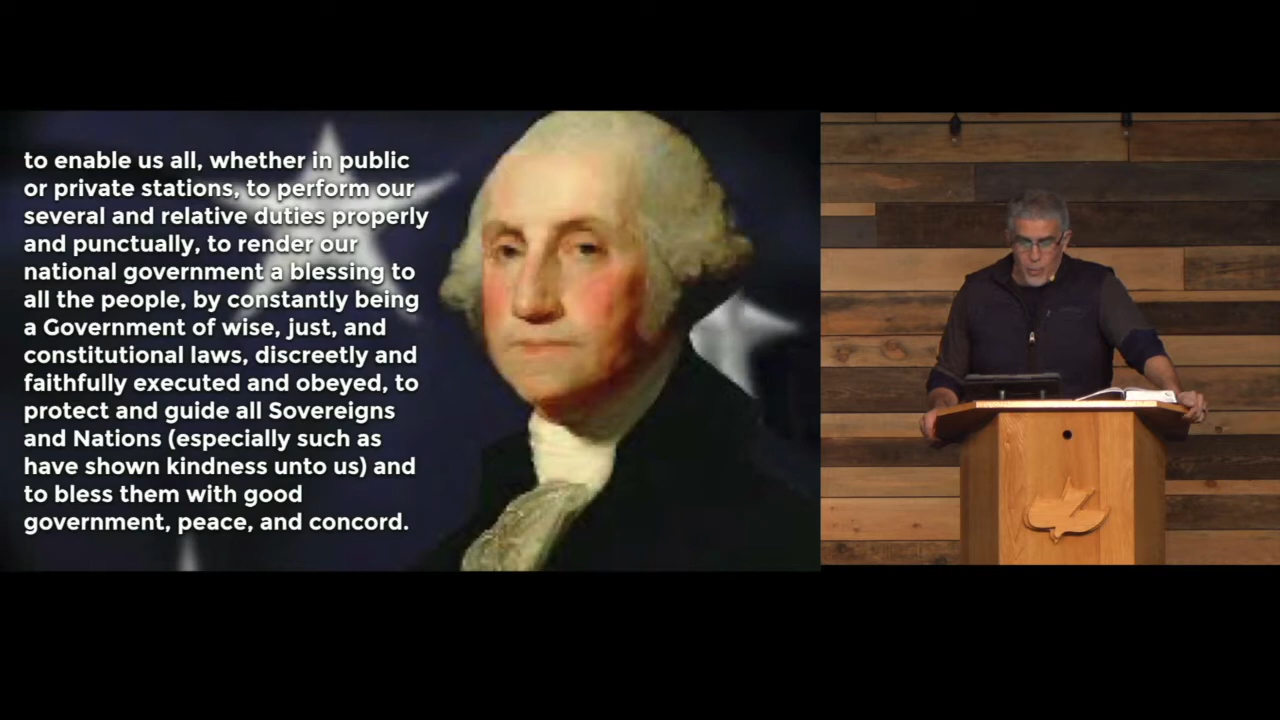 to enable us all, whether in public
or private stations, to perform our
several and relative duties properly
and punctually, to render our
national government a blessing to
all the people, by constantly being
a Government of wise, just, and
constitutional laws, discreetly and
faithfully executed and obeyed, to
protect and guide all Sovereigns
and Nations (especially such as
have shown kindness unto us) and
to bless them with good
government, peace, and concord.